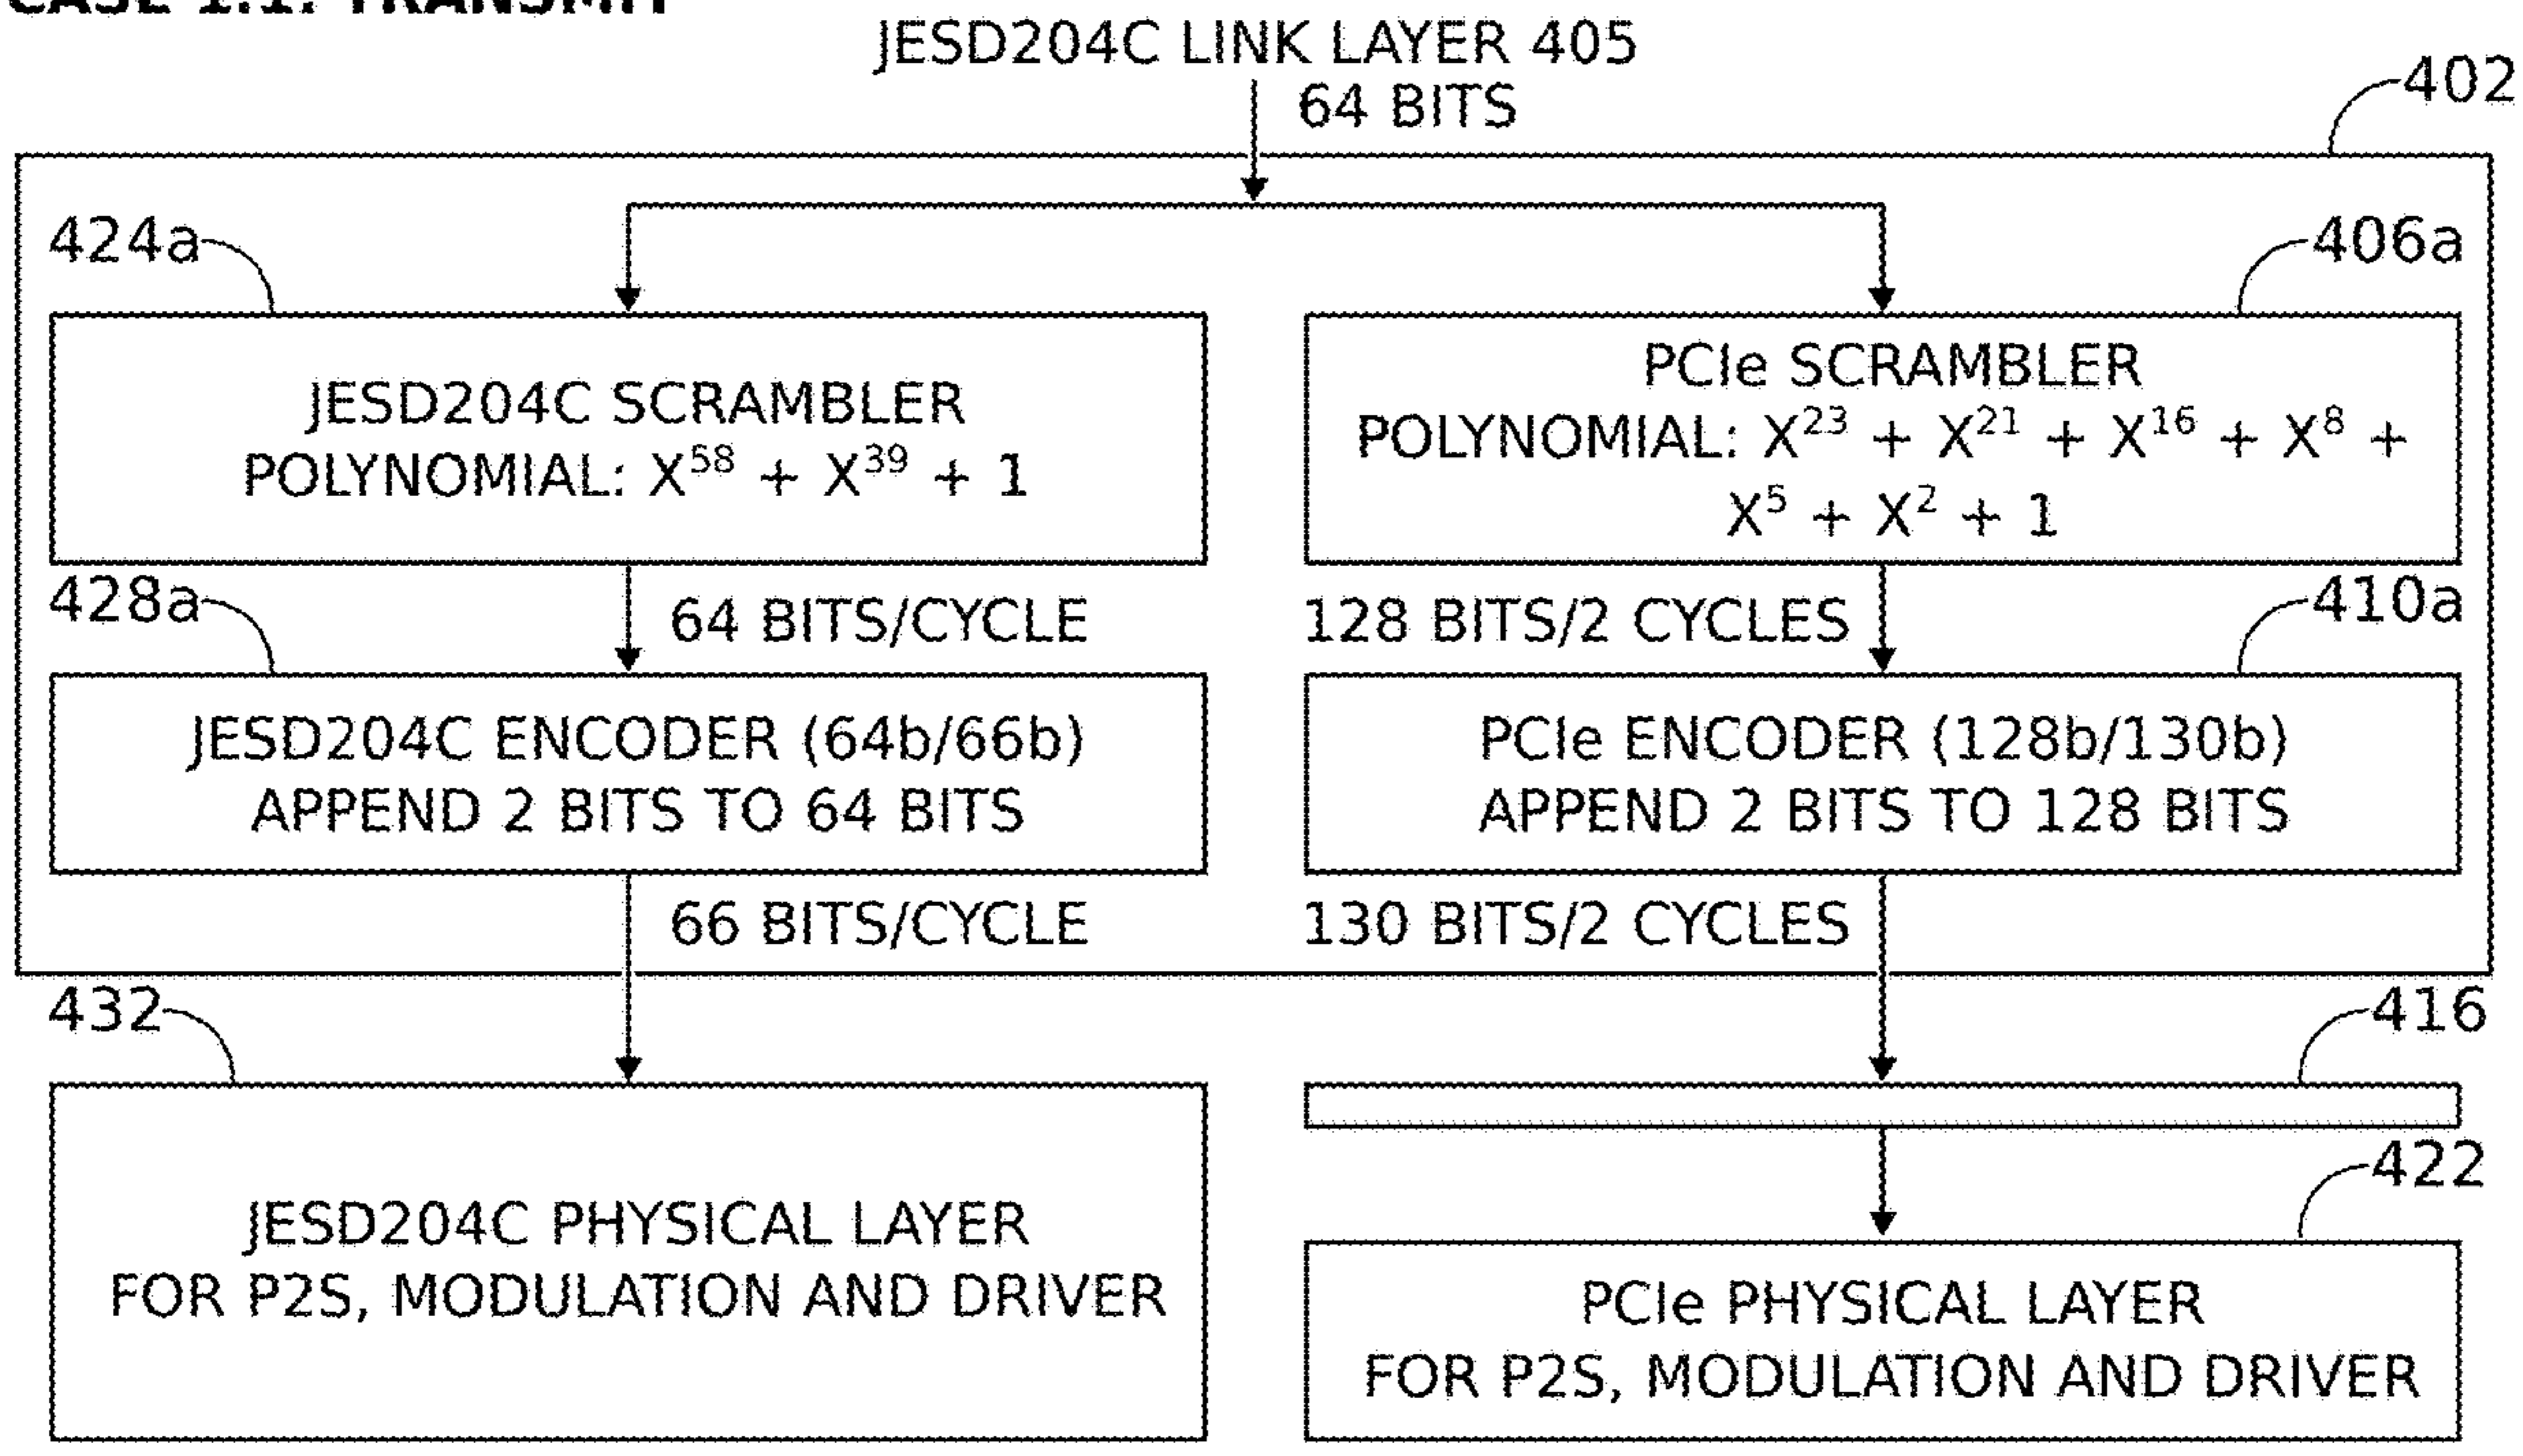 CASE 1.1: TRANSMIT
JESD204C LINK LAYER 405
64 BITS
402
424a
406a
JESD204C SCRAMBLER
POLYNOMIAL: X⁵⁸ + X³⁹ + 1
PCIe SCRAMBLER
POLYNOMIAL: X²³ + X²¹ + X¹⁶ + X⁸ +
X⁵ + X² + 1
428a
64 BITS/CYCLE
128 BITS/2 CYCLES
410a
JESD204C ENCODER (64b/66b)
APPEND 2 BITS TO 64 BITS
PCIe ENCODER (128b/130b)
APPEND 2 BITS TO 128 BITS
66 BITS/CYCLE
130 BITS/2 CYCLES
432
416
422
JESD204C PHYSICAL LAYER
FOR P2S, MODULATION AND DRIVER
PCIe PHYSICAL LAYER
FOR P2S, MODULATION AND DRIVER